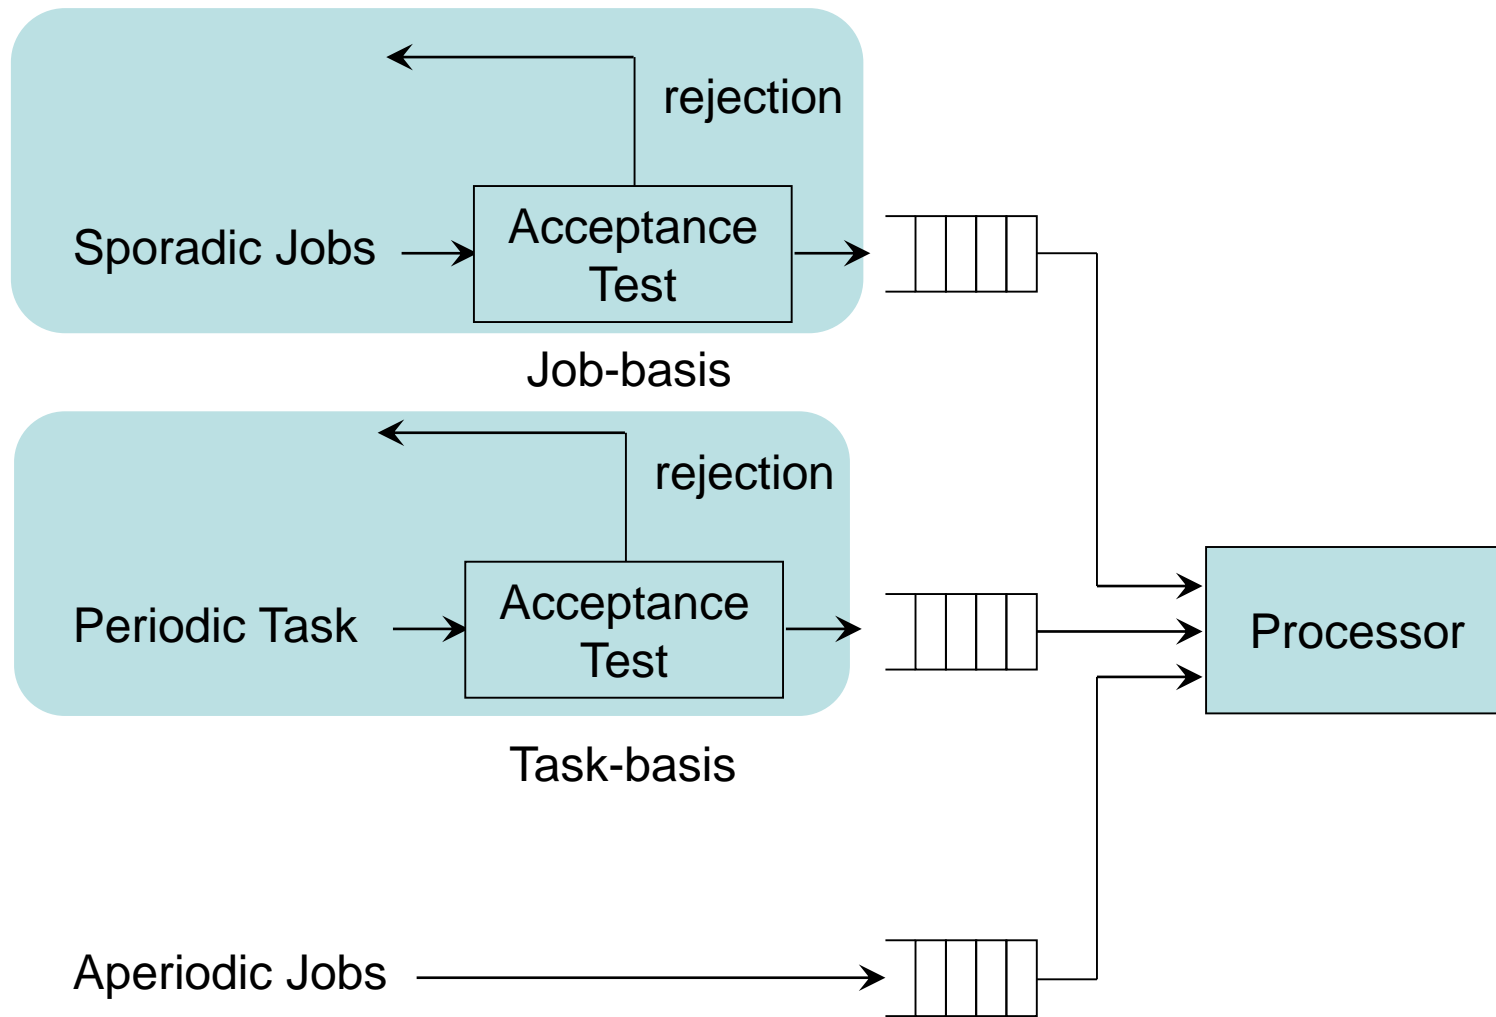 rejection
Sporadic Jobs
Acceptance
Test
Job-basis
rejection
Periodic Task
Acceptance
Test
Processor
Task-basis
Aperiodic Jobs